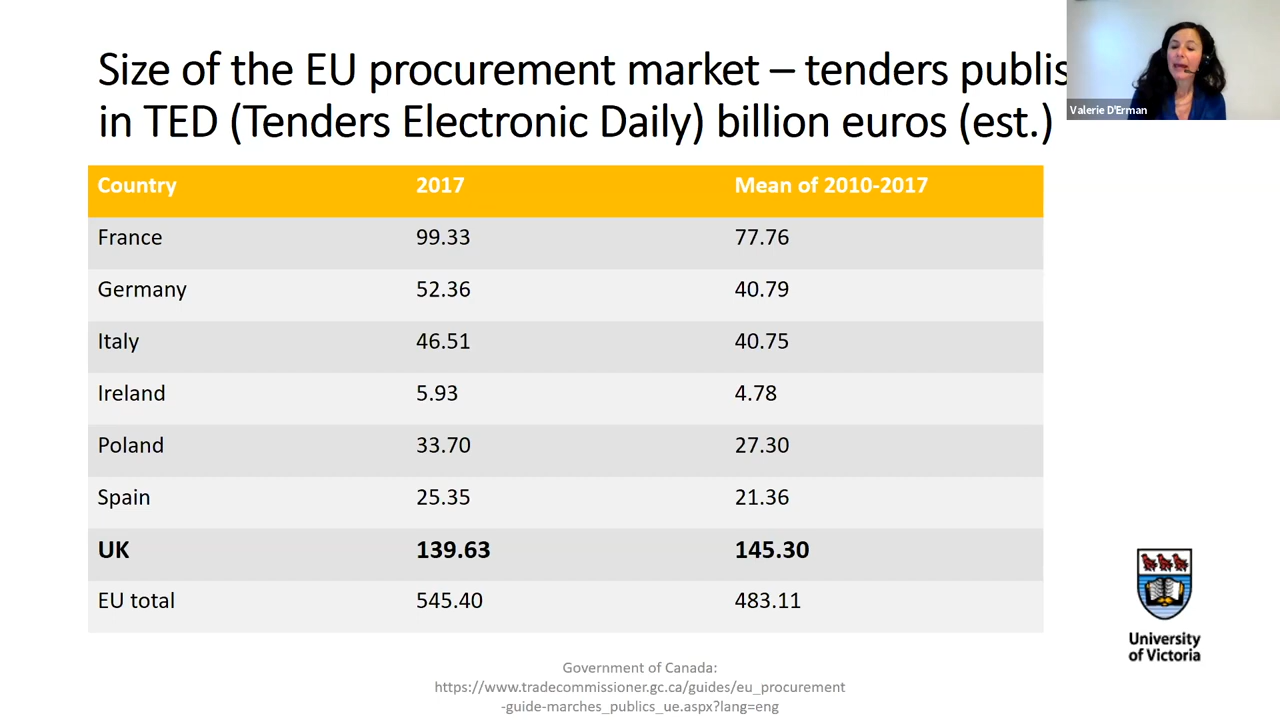 Size of the EU procurement market – tenders
in TED (Tenders Electronic Daily) billion euros (est.)
Valerie D'Erman
Country 2017 Mean of 2010-2017
France 99.33 77.76
Germany 52.36 40.79
Italy 46.51 40.75
Ireland 5.93 4.78
Poland 33.70 27.30
Spain 25.35 21.36
UK 139.63 145.30
EU total 545.40 483.11
University
of Victoria
Government of Canada:
https://www.tradecommissioner.gc.ca/guides/eu_procurement
-guide-marches_publics_ue.aspx?lang=eng